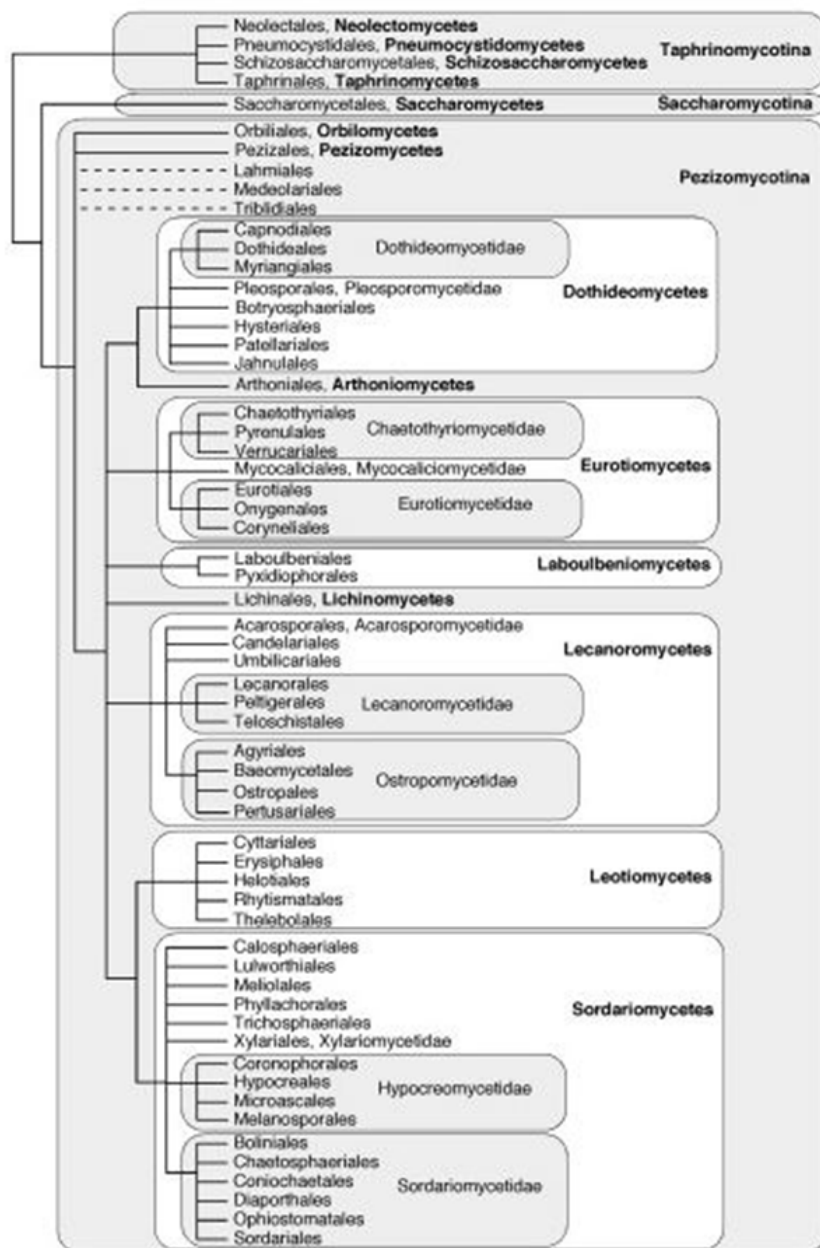 Neolectales, Neolectomycetes
Pneumocystidales, Pneumocystidomycetes
Taphrinomycotina
Schizosaccharomycetales, Schizosaccharomycetes
Taphrinales, Taphrinomycetes
Saccharomycetales, Saccharomycetes
Saccharomycotina
Orbiliales, Orbilomycetes
Pezizales, Pezizomycetes
Lahmiales
Pezizomycotina
Medeolariales
Triblidiales
Capnodiales
Dothideales
Dothideomycetidae
Myriangiales
Pleosporales, Pleosporomycetidae
Dothideomycetes
Botryosphaeriales
Hysteriales
Patellariales
Jahnulales
Arthoniales, Arthoniomycetes
Chaetothyriales
Chaetothyriomycetidae
Pyrenulales
Verrucariales
Eurotiomycetes
Mycocaliciales, Mycocaliciomycetidae
Eurotiales
Eurotiomycetidae
Onygenales
Coryneliales
Laboulbeniales
Laboulbeniomycetes
Pyxidiophorales
Lichinales, Lichinomycetes
Acarosporales, Acarosporomycetidae
Candelariales
Lecanoromycetes
Umbilicariales
Lecanorales
Peltigerales
Lecanoromycetidae
Teloschistales
Agyriales
Baeomycetales
Ostropomycetidae
Ostropales
Pertusariales
Cyttariales
Erysiphales
Helotiales
Leotiomycetes
Rhytismatales
Thelebolales
Calosphaeriales
Lulworthiales
Meliolales
Phyllachorales
Sordariomycetes
Trichosphaeriales
Xylariales, Xylariomycetidae
Coronophorales
Hypocreales
Hypocreomycetidae
Microascales
Melanosporales
Boliniales
Chaetosphaeriales
Coniochaetales
Sordariomycetidae
Diaporthales
Ophiostomatales
Sordariales